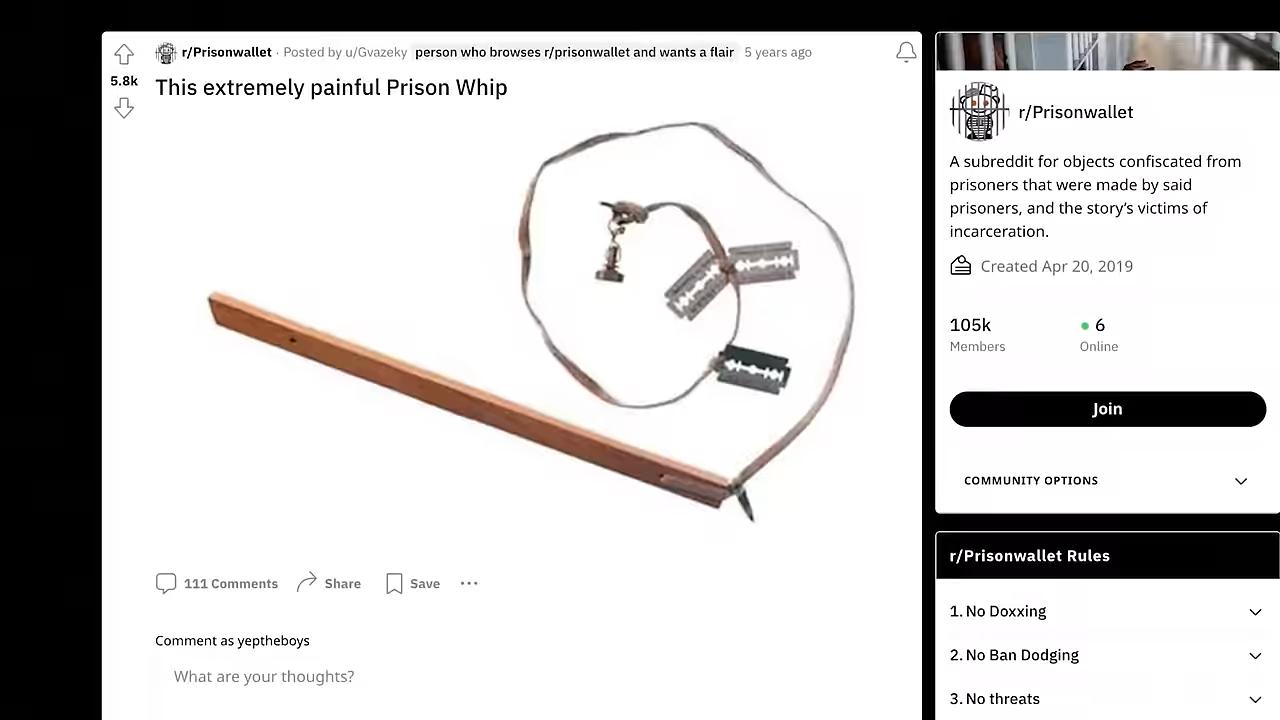 r/Prisonwallet · Posted by u/Gvazeky person who browses r/prisonwallet and wants a flair 5 years ago
5.8k
This extremely painful Prison Whip
111 Comments Share Save ...
Comment as yeptheboys
What are your thoughts?
r/Prisonwallet
A subreddit for objects confiscated from
prisoners that were made by said
prisoners, and the story's victims of
incarceration.
Created Apr 20, 2019
105k 6
Members Online
Join
COMMUNITY OPTIONS
r/Prisonwallet Rules
1. No Doxxing
2. No Ban Dodging
3. No threats